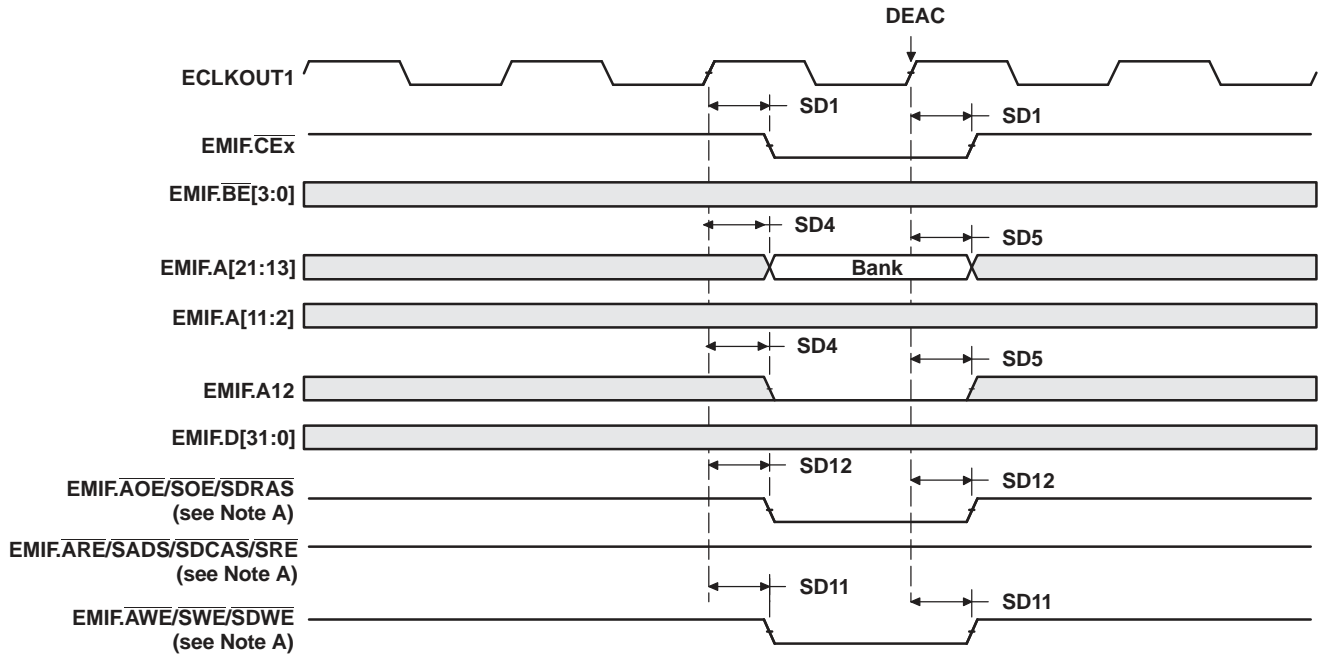 DEAC
ECLKOUT1
SD1
SD1
EMIF.CEx
EMIF.BE[3:0]
SD4
SD5
EMIF.A[21:13]
Bank
EMIF.A[11:2]
SD4
SD5
EMIF.A12
EMIF.D[31:0]
SD12
SD12
EMIF.AOE/SOE/SDRAS
(see Note A)
EMIF.ARE/SADS/SDCAS/SRE
(see Note A)
SD11
SD11
EMIF.AWE/SWE/SDWE
(see Note A)